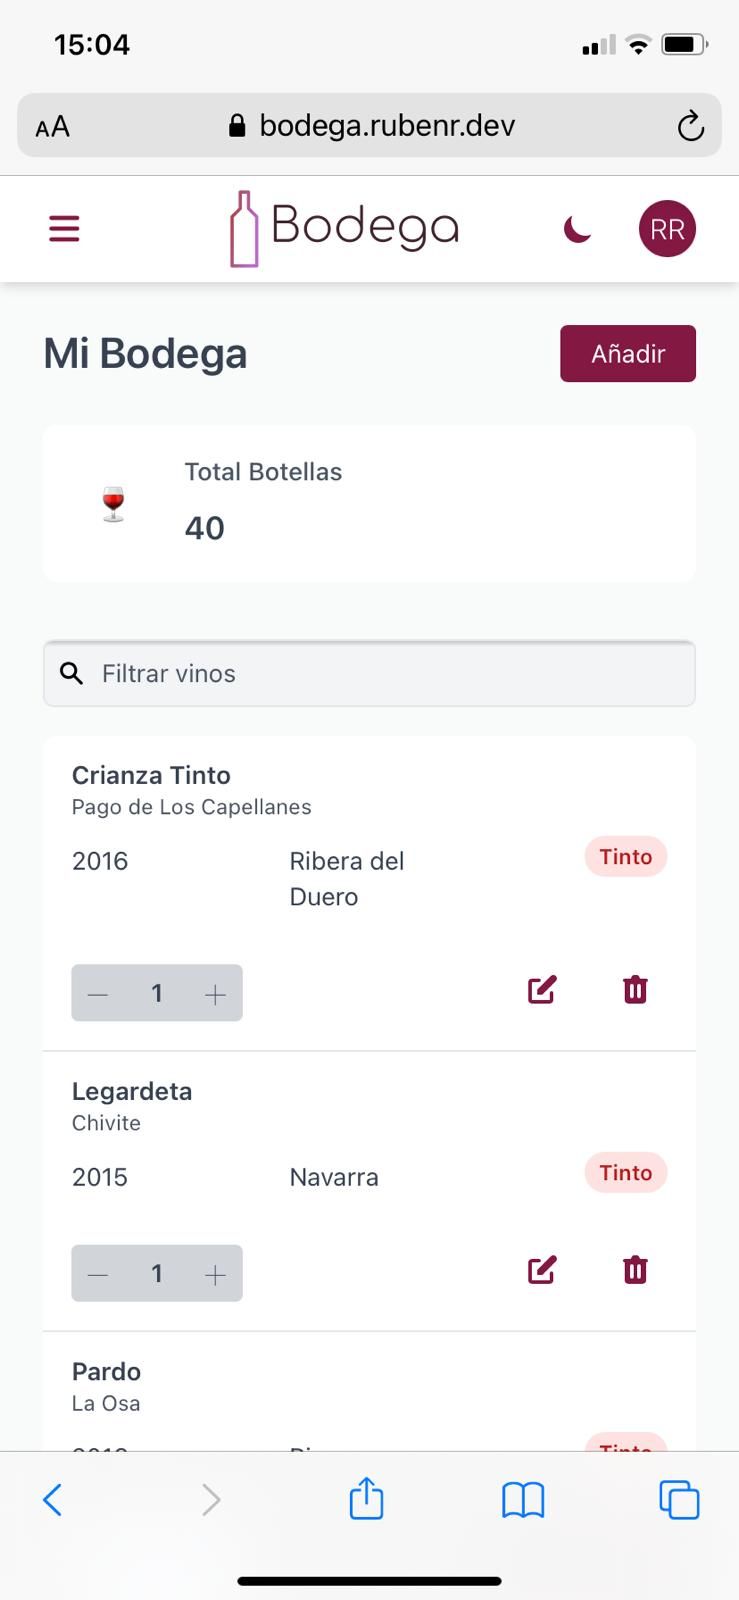 15:04
AA bodega.rubenr.dev
Bodega
RR
Mi Bodega
Añadir
Total Botellas
40
Filtrar vinos
Crianza Tinto
Pago de Los Capellanes
2016
Ribera del
Duero
Tinto
— 1 +
Legardeta
Chivite
2015
Navarra
Tinto
— 1 +
Pardo
La Osa
Tinto